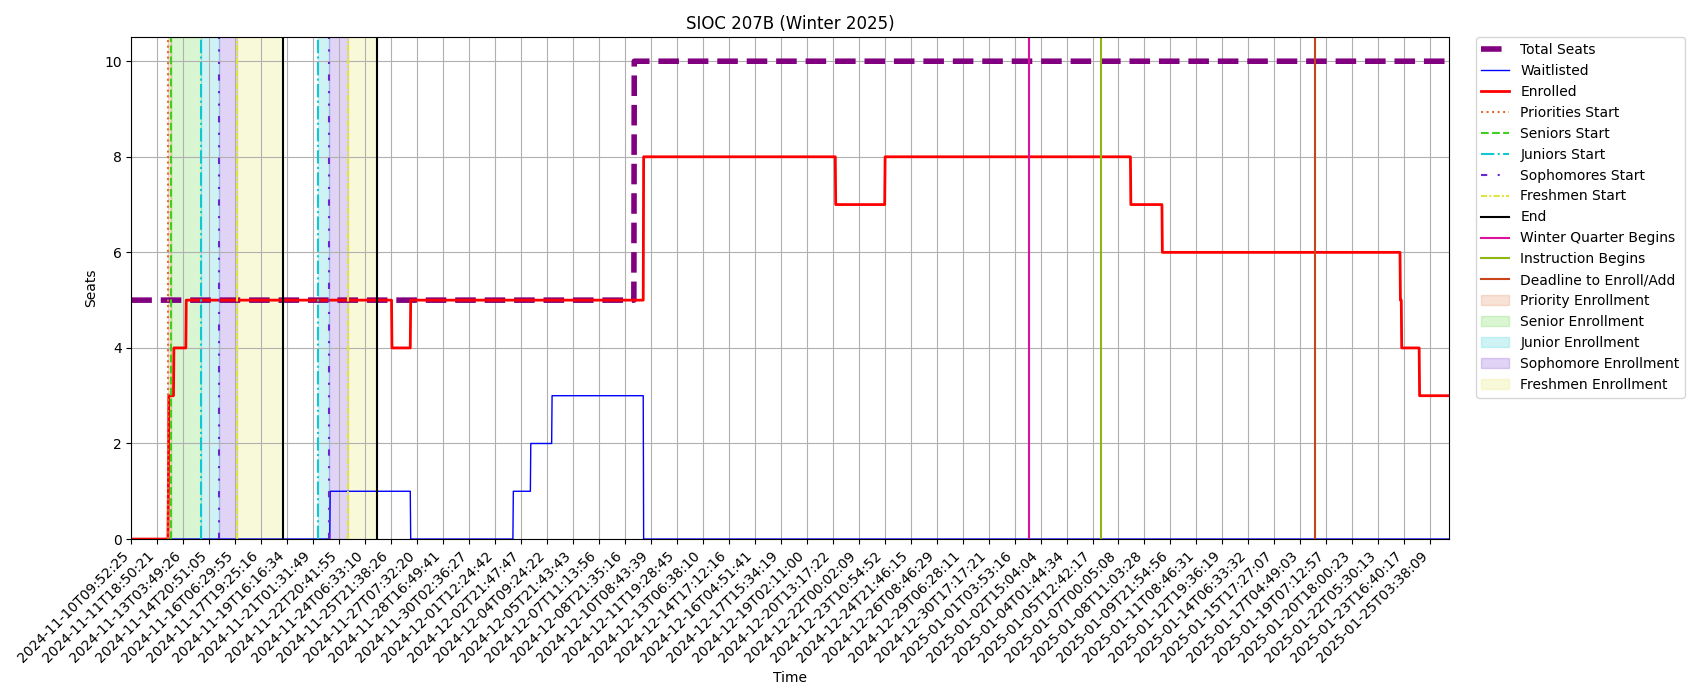 SIOC 207B (Winter 2025)
10
8
6
4
2
0
Seats
2024-11-10T09:52:25
2024-11-11T18:50:21
2024-11-13T03:49:26
2024-11-14T20:51:05
2024-11-16T06:29:55
2024-11-17T19:25:16
2024-11-19T16:16:34
2024-11-21T01:31:49
2024-11-22T20:41:55
2024-11-24T06:33:10
2024-11-25T21:38:26
2024-11-27T07:32:20
2024-11-28T16:49:41
2024-11-30T02:36:27
2024-12-01T12:24:42
2024-12-02T21:47:47
2024-12-04T09:24:22
2024-12-05T21:43:43
2024-12-07T11:13:56
2024-12-08T21:35:16
2024-12-10T08:43:39
2024-12-11T19:28:45
2024-12-13T06:38:10
2024-12-14T17:12:16
2024-12-16T04:51:41
2024-12-17T15:34:19
2024-12-19T02:11:00
2024-12-20T13:17:22
2024-12-22T00:02:09
2024-12-23T10:54:52
2024-12-24T21:46:15
2024-12-26T08:46:29
2024-12-29T06:28:11
2024-12-30T17:17:21
2025-01-01T03:53:16
2025-01-02T15:04:04
2025-01-04T01:44:34
2025-01-05T12:42:17
2025-01-07T00:05:08
2025-01-08T11:03:28
2025-01-09T21:54:56
2025-01-11T08:46:31
2025-01-12T19:36:19
2025-01-14T06:33:32
2025-01-15T17:27:07
2025-01-17T04:49:03
2025-01-19T07:12:57
2025-01-20T18:00:23
2025-01-22T05:30:13
2025-01-23T16:40:17
2025-01-25T03:38:09
Time
Total Seats
Waitlisted
Enrolled
Priorities Start
Seniors Start
Juniors Start
Sophomores Start
Freshmen Start
End
Winter Quarter Begins
Instruction Begins
Deadline to Enroll/Add
Priority Enrollment
Senior Enrollment
Junior Enrollment
Sophomore Enrollment
Freshmen Enrollment